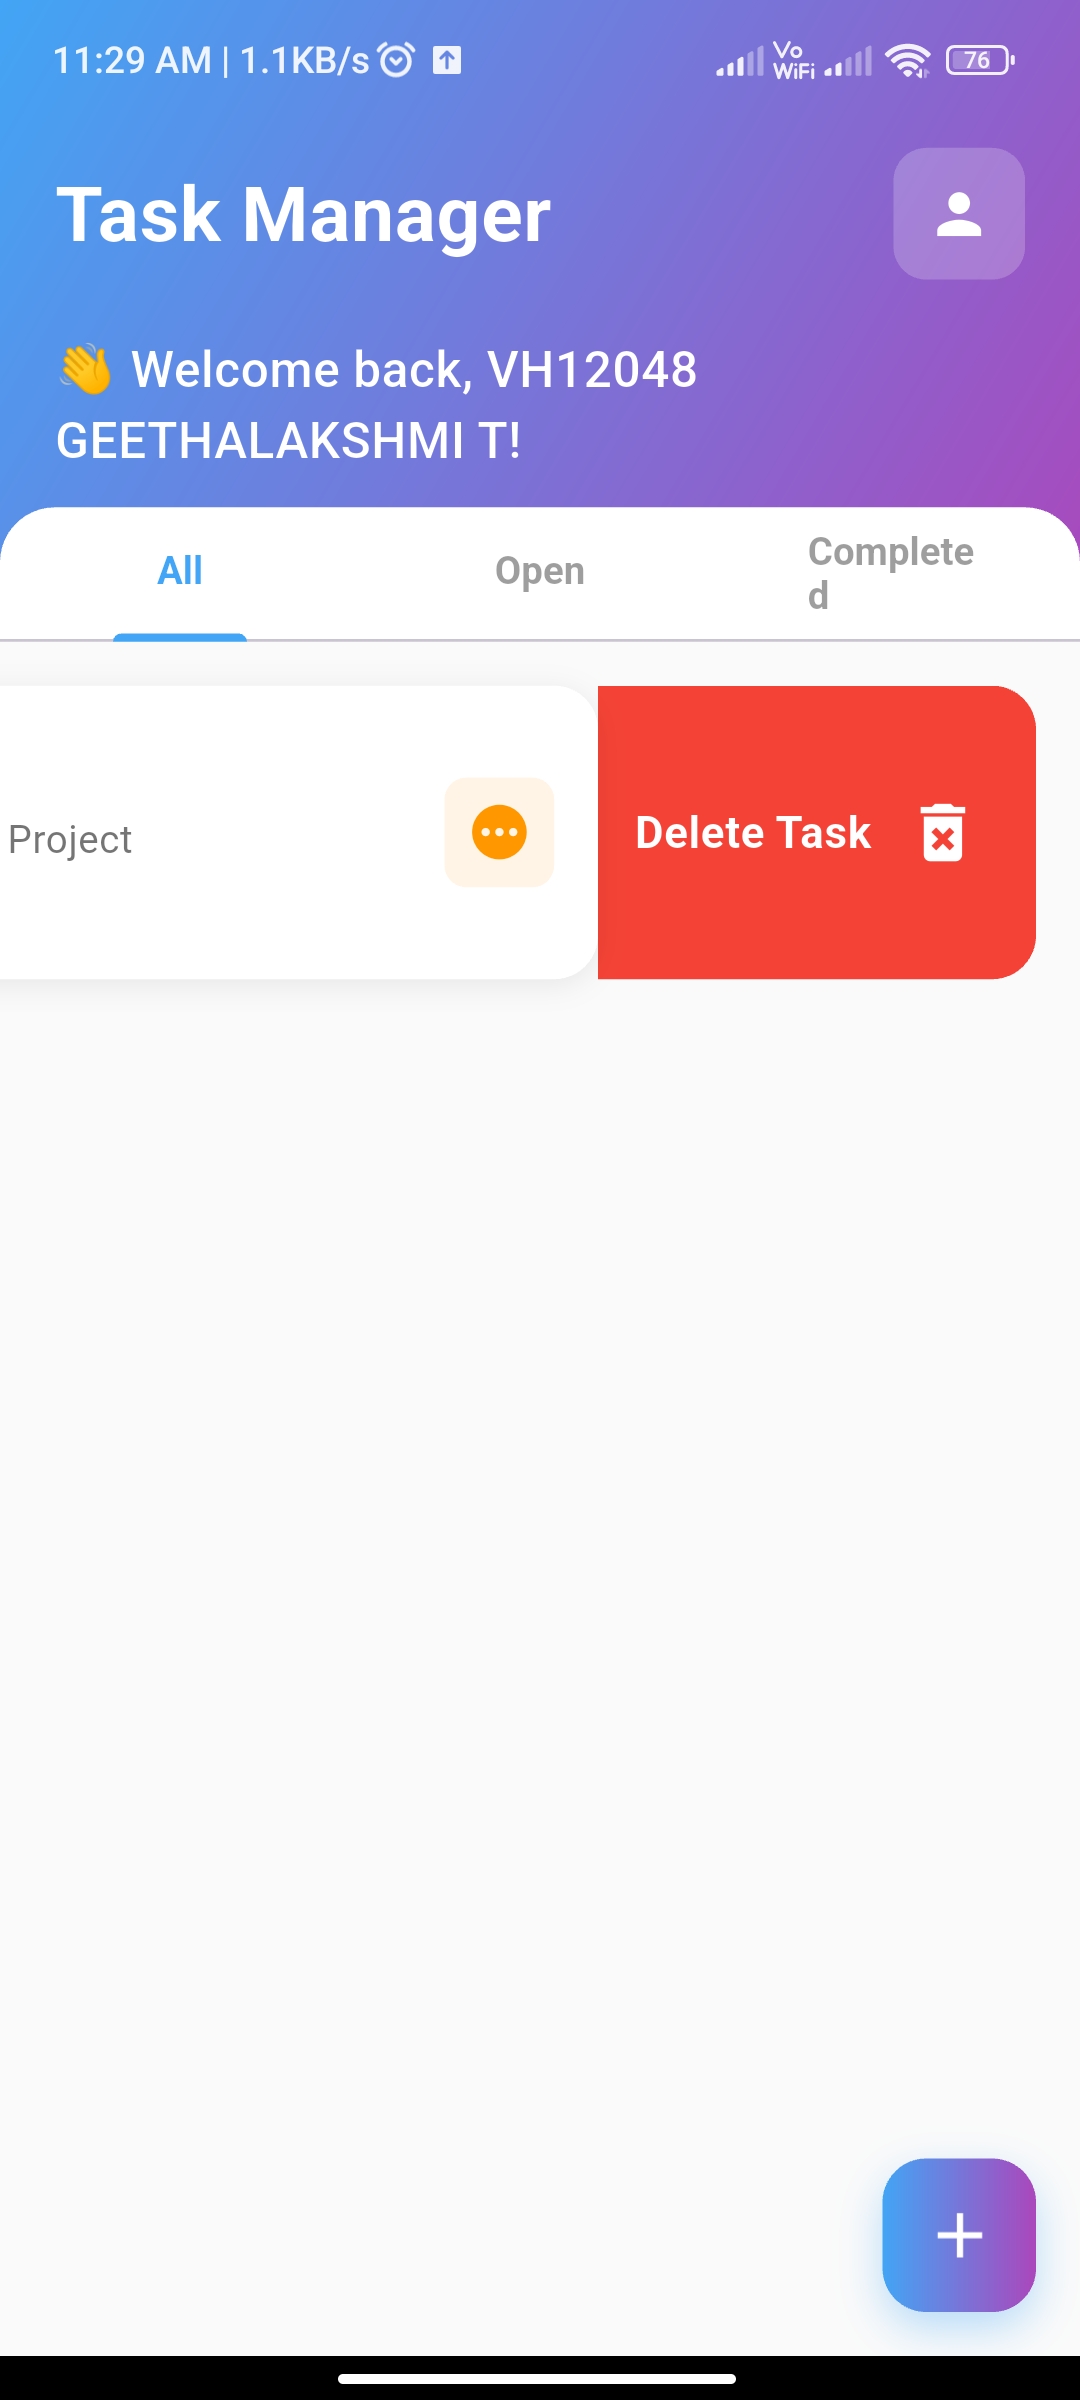 11:29 AM | 1.1KB/s
Vo
WiFi
76
Task Manager
👋 Welcome back, VH12048
GEETHALAKSHMI T!
All
Open
Complete
d
Project
Delete Task